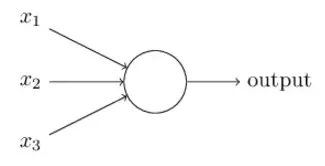 x₁
x₂ output
x₃